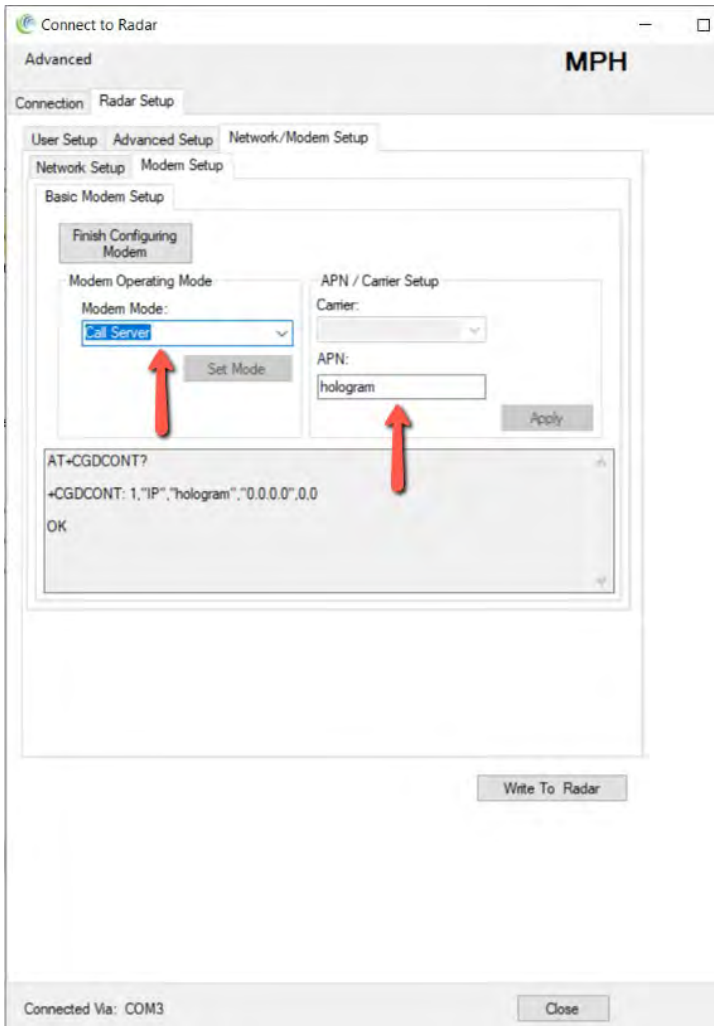 Connect to Radar
Advanced
MPH
Connection Radar Setup
User Setup Advanced Setup Network/Modem Setup
Network Setup Modem Setup
Basic Modem Setup
Finish Configuring
Modem
Modem Operating Mode
Modem Mode:
Call Server
Set Mode
APN / Carrier Setup
Carrier:
APN:
hologram
Apply
AT+CGDCONT?
+CGDCONT: 1,"IP","hologram","0.0.0.0",0,0
OK
Write To Radar
Connected Via: COM3
Close